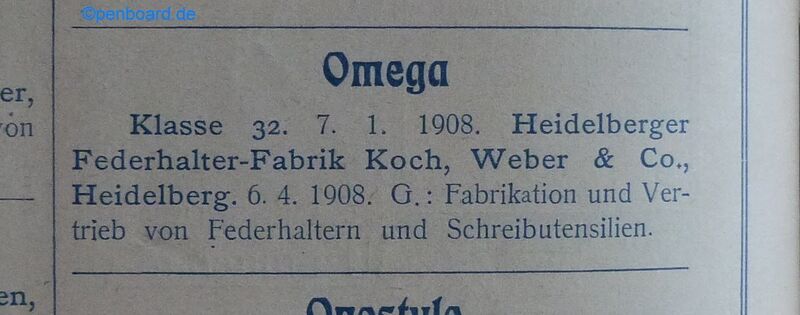 ©penboard.de
Omega
er,
von
Klasse 32. 7. 1. 1908. Heidelberger
Federhalter-Fabrik Koch, Weber & Co.,
Heidelberg. 6. 4. 1908. G.: Fabrikation und Ver-
trieb von Federhaltern und Schreibutensilien.
en,